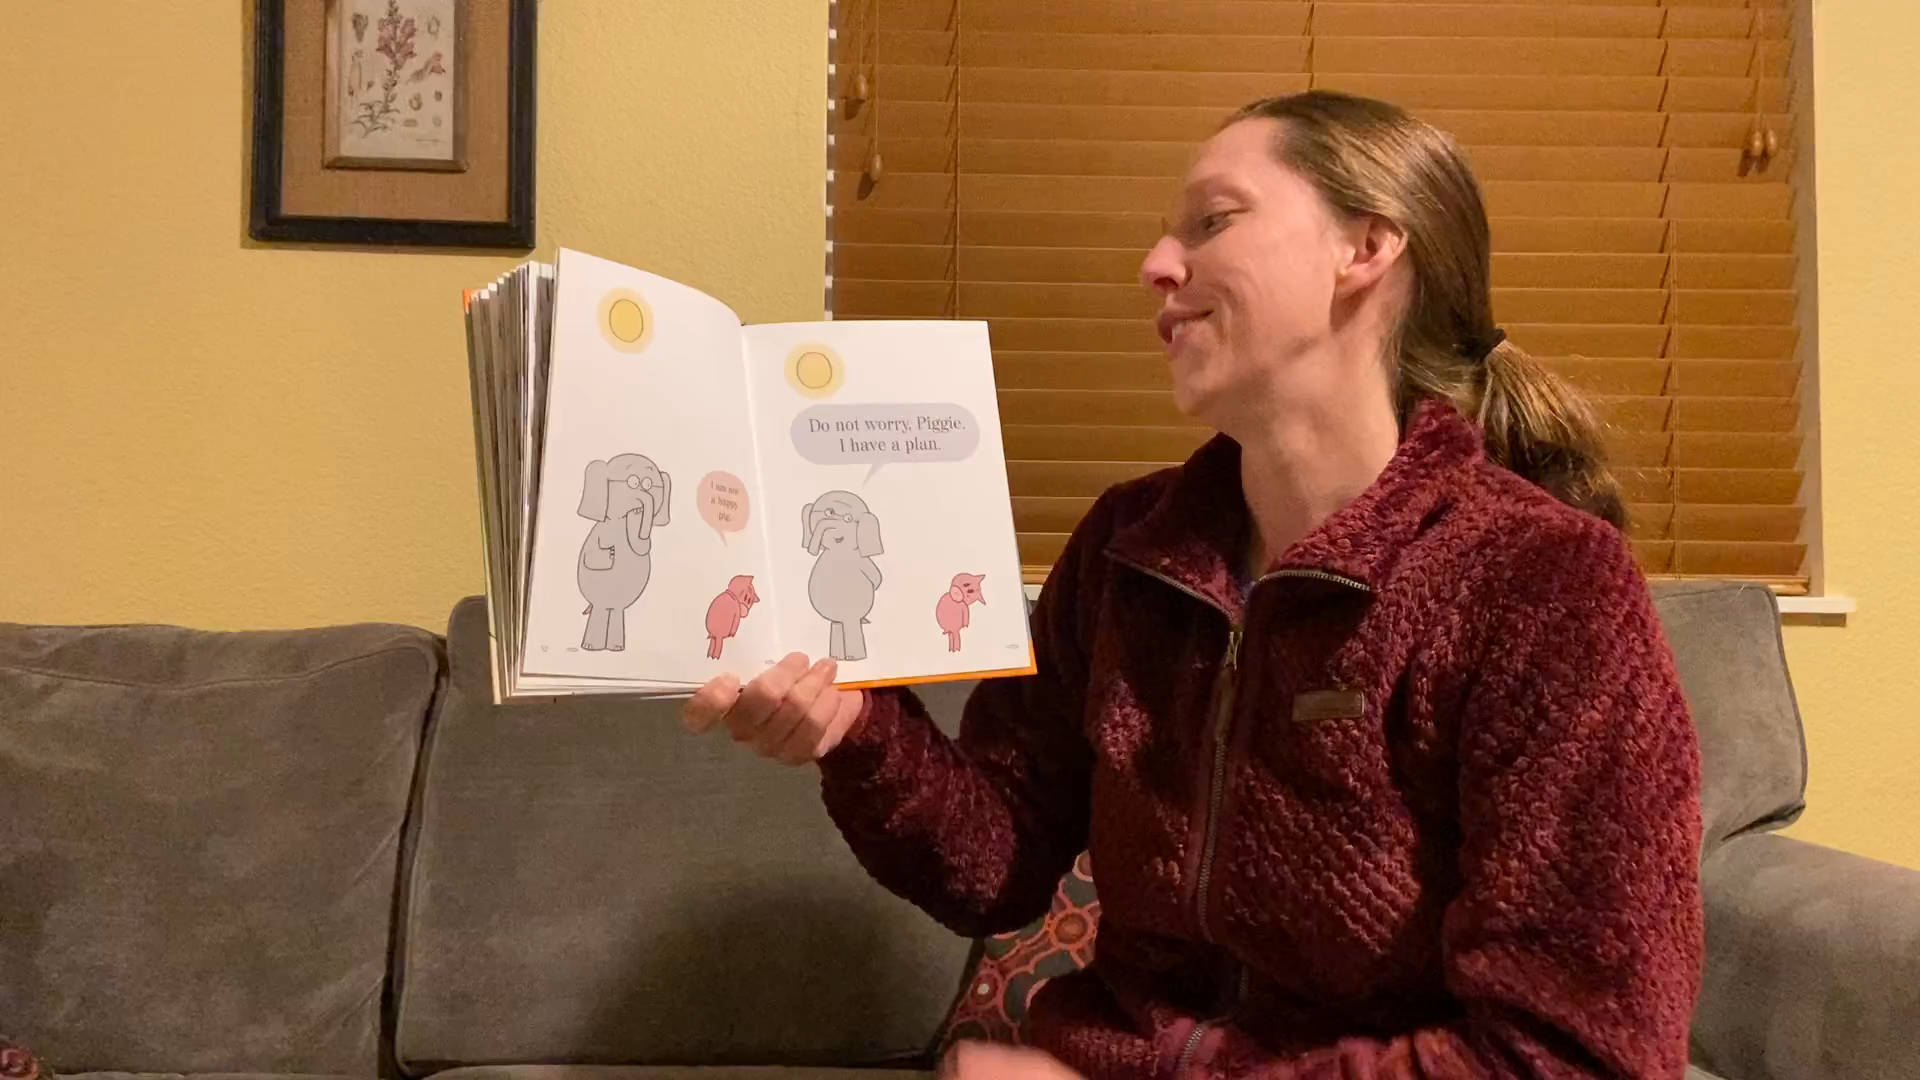 I am not
a happy
pig.
Do not worry, Piggie.
I have a plan.